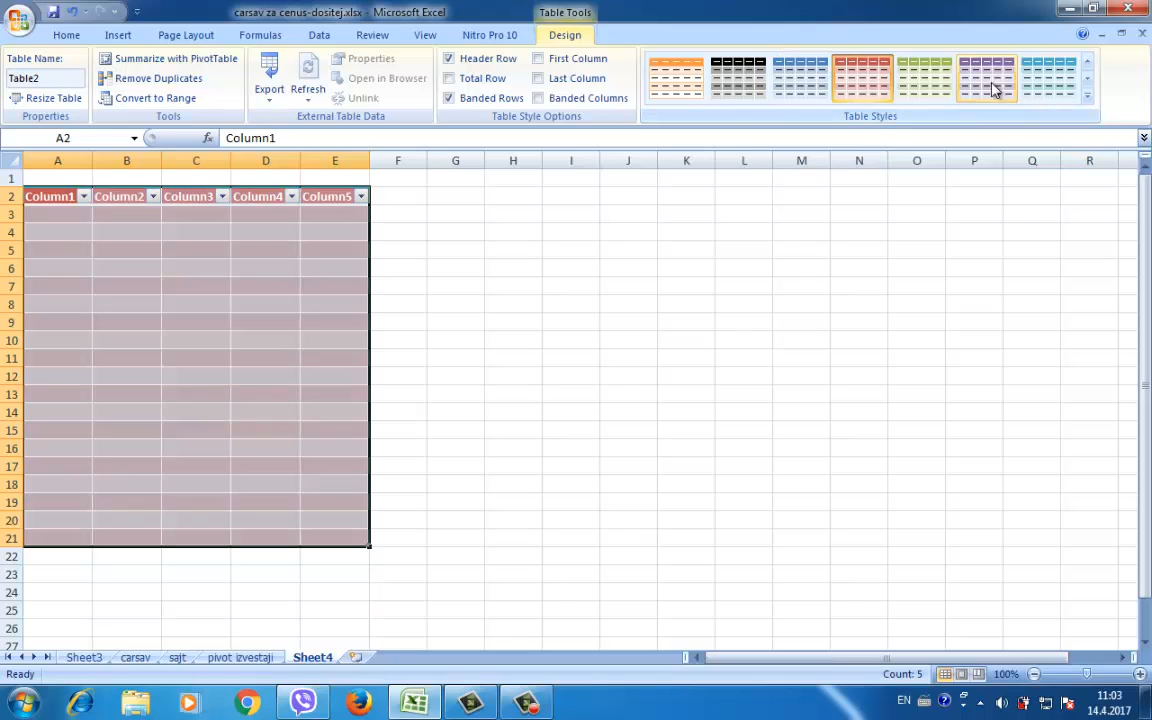 carsav za cenus-dositej.xlsx - Microsoft Excel
Table Tools
Home Insert Page Layout Formulas Data Review View Nitro Pro 10 Design
Table Name:
Table2
Resize Table
Properties
Summarize with PivotTable
Remove Duplicates
Convert to Range
Tools
Export
Refresh
Properties
Open in Browser
Unlink
External Table Data
Header Row
Total Row
Banded Rows
First Column
Last Column
Banded Columns
Table Style Options
Table Styles
A2 fx Column1
A B C D E F G H I J K L M N O P Q R
1
2 Column1 Column2 Column3 Column4 Column5
3
4
5
6
7
8
9
10
11
12
13
14
15
16
17
18
19
20
21
22
23
24
25
26
27
Sheet3 carsav sajt pivot izvestaji Sheet4
Ready Count: 5 100%
EN 11:03
14.4.2017